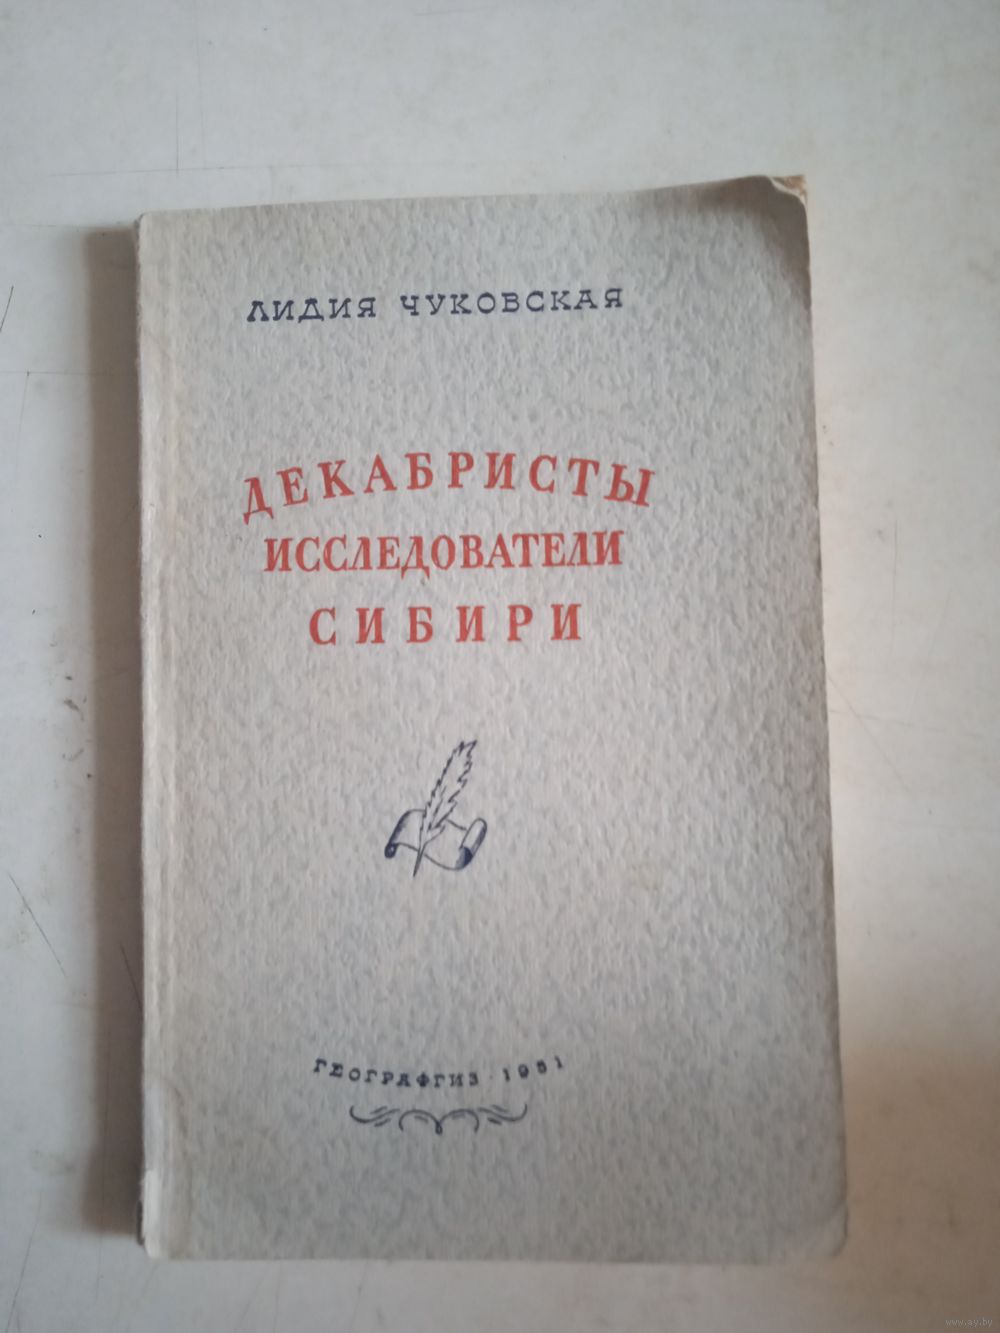 ЛИДИЯ ЧУКОВСКАЯ
ДЕКАБРИСТЫ
ИССЛЕДОВАТЕЛИ
СИБИРИ
ГЕОГРАФГИЗ · 1951
www.ay.by